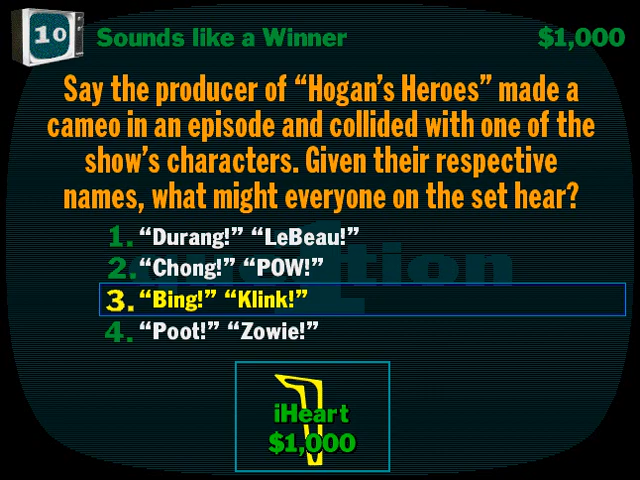 10 Sounds like a Winner $1,000
Say the producer of “Hogan’s Heroes” made a
cameo in an episode and collided with one of the
show’s characters. Given their respective
names, what might everyone on the set hear?
1. “Durang!” “LeBeau!”
2. “Chong!” “POW!”
3. “Bing!” “Klink!”
4. “Poot!” “Zowie!”
iHeart
$1,000